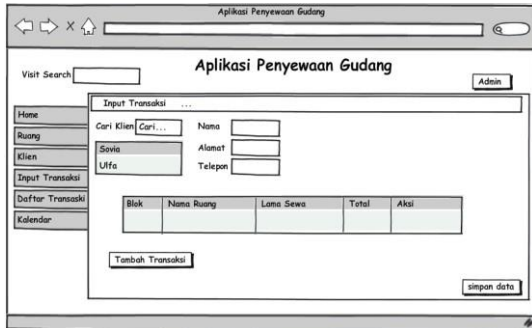 Aplikasi Penyewaan Gudang
Aplikasi Penyewaan Gudang
Visit Search
Admin
Home
Ruang
Klien
Input Transaksi
Daftar Transaski
Kalendar
Input Transaksi ...
Cari Klien Cari... Nama
Sovia Alamat
Ulfa Telepon
Blok Nama Ruang Lama Sewa Total Aksi
Tambah Transaksi
simpan data